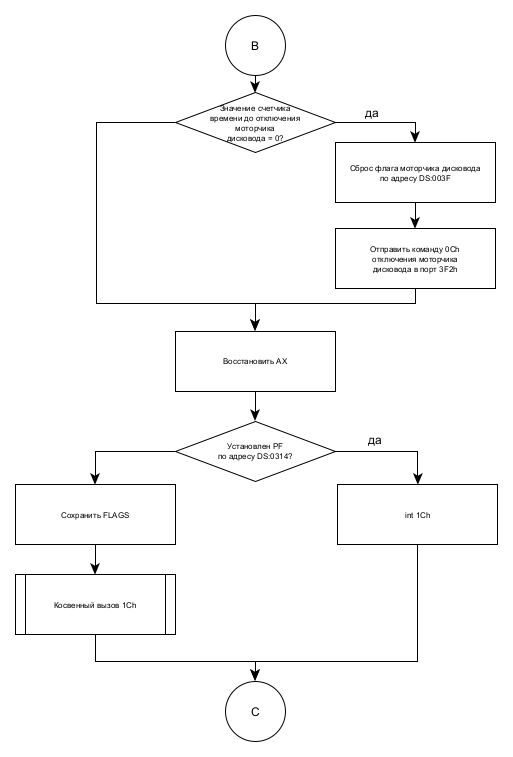 B
Значение счетчика
времени до отключения
моторчика
дисковода = 0?
да
Сброс флага моторчика дисковода
по адресу DS:003F
Отправить команду 0Ch
отключения моторчика
дисковода в порт 3F2h
Восстановить AX
Установлен PF
по адресу DS:0314?
да
Сохранить FLAGS
int 1Ch
Косвенный вызов 1Ch
C